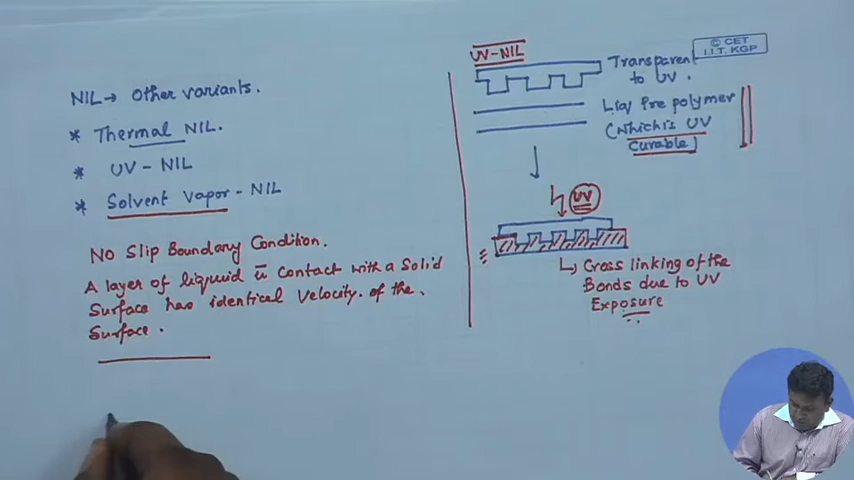 NIL → Other variants.
* Thermal NIL.
* UV - NIL
* Solvent Vapor - NIL
No Slip Boundary Condition.
A layer of liquid in contact with a Solid
Surface has identical velocity. of the
Surface.
UV-NIL
© CET
I.I.T. KGP
Transparent
to UV.
Liq Pre polymer
(Which is UV
Curable)
UV
Cross linking of the
Bonds due to UV
Exposure